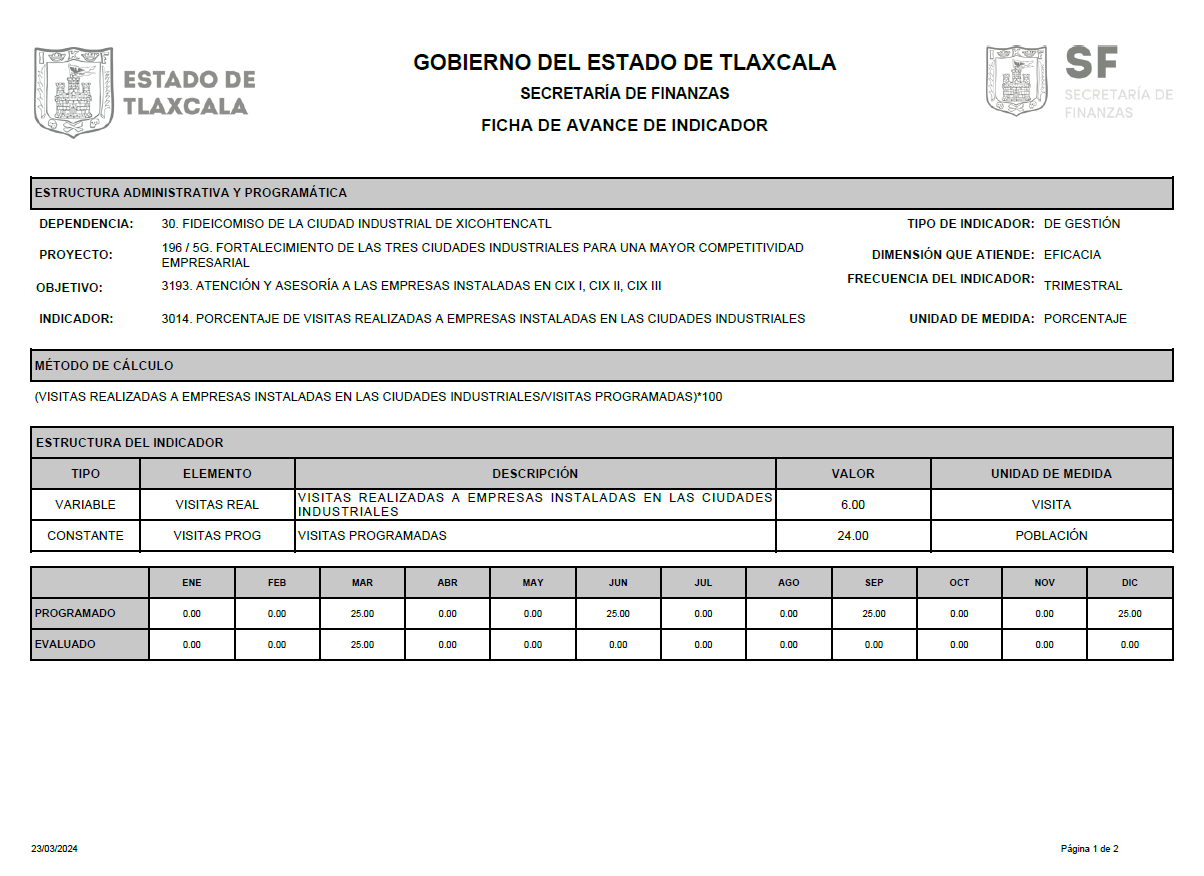 ESTADO DE
TLAXCALA
GOBIERNO DEL ESTADO DE TLAXCALA
SECRETARÍA DE FINANZAS
FICHA DE AVANCE DE INDICADOR
SF
SECRETARÍA DE
FINANZAS
ESTRUCTURA ADMINISTRATIVA Y PROGRAMÁTICA
DEPENDENCIA: 30. FIDEICOMISO DE LA CIUDAD INDUSTRIAL DE XICOHTENCATL TIPO DE INDICADOR: DE GESTIÓN
PROYECTO: 196 / 5G. FORTALECIMIENTO DE LAS TRES CIUDADES INDUSTRIALES PARA UNA MAYOR COMPETITIVIDAD
EMPRESARIAL DIMENSIÓN QUE ATIENDE: EFICACIA
OBJETIVO: 3193. ATENCIÓN Y ASESORÍA A LAS EMPRESAS INSTALADAS EN CIX I, CIX II, CIX III FRECUENCIA DEL INDICADOR: TRIMESTRAL
INDICADOR: 3014. PORCENTAJE DE VISITAS REALIZADAS A EMPRESAS INSTALADAS EN LAS CIUDADES INDUSTRIALES UNIDAD DE MEDIDA: PORCENTAJE
MÉTODO DE CÁLCULO
(VISITAS REALIZADAS A EMPRESAS INSTALADAS EN LAS CIUDADES INDUSTRIALES/VISITAS PROGRAMADAS)*100
ESTRUCTURA DEL INDICADOR
TIPO ELEMENTO DESCRIPCIÓN VALOR UNIDAD DE MEDIDA
VARIABLE VISITAS REAL VISITAS REALIZADAS A EMPRESAS INSTALADAS EN LAS CIUDADES
INDUSTRIALES 6.00 VISITA
CONSTANTE VISITAS PROG VISITAS PROGRAMADAS 24.00 POBLACIÓN
ENE FEB MAR ABR MAY JUN JUL AGO SEP OCT NOV DIC
PROGRAMADO 0.00 0.00 25.00 0.00 0.00 25.00 0.00 0.00 25.00 0.00 0.00 25.00
EVALUADO 0.00 0.00 25.00 0.00 0.00 0.00 0.00 0.00 0.00 0.00 0.00 0.00
23/03/2024 Página 1 de 2